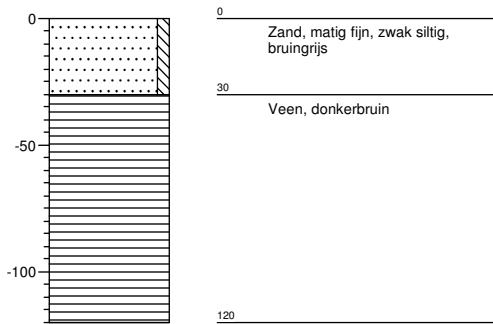 0
0
Zand, matig fijn, zwak siltig,
bruingrijs
30
Veen, donkerbruin
-50
-100
120